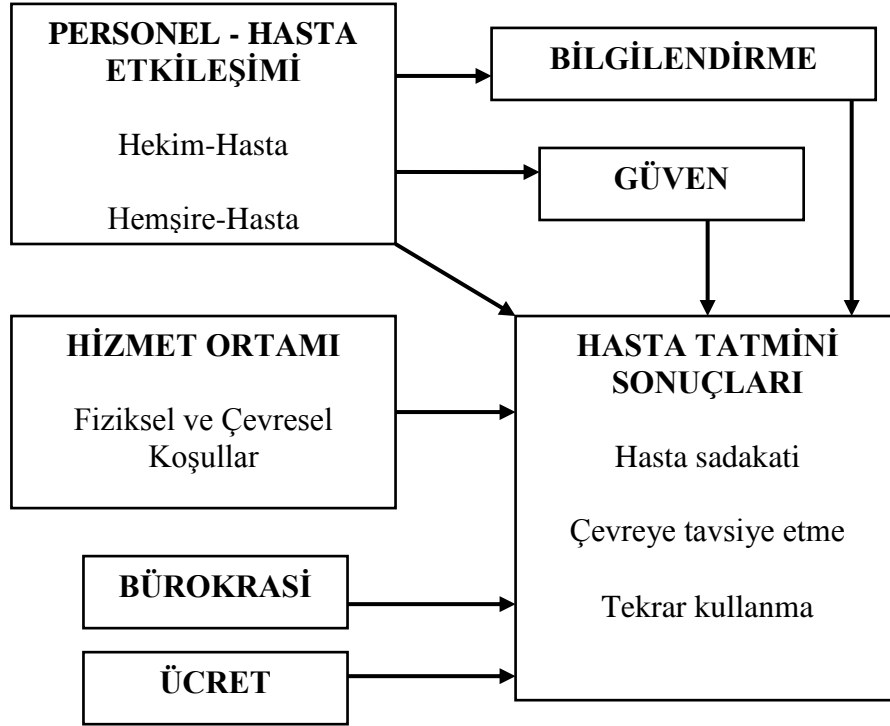 PERSONEL - HASTA
ETKİLEŞİMİ
Hekim-Hasta
Hemşire-Hasta
BİLGİLENDİRME
GÜVEN
HİZMET ORTAMI
Fiziksel ve Çevresel
Koşullar
HASTA TATMİNİ
SONUÇLARI
Hasta sadakati
Çevreye tavsiye etme
Tekrar kullanma
BÜROKRASİ
ÜCRET